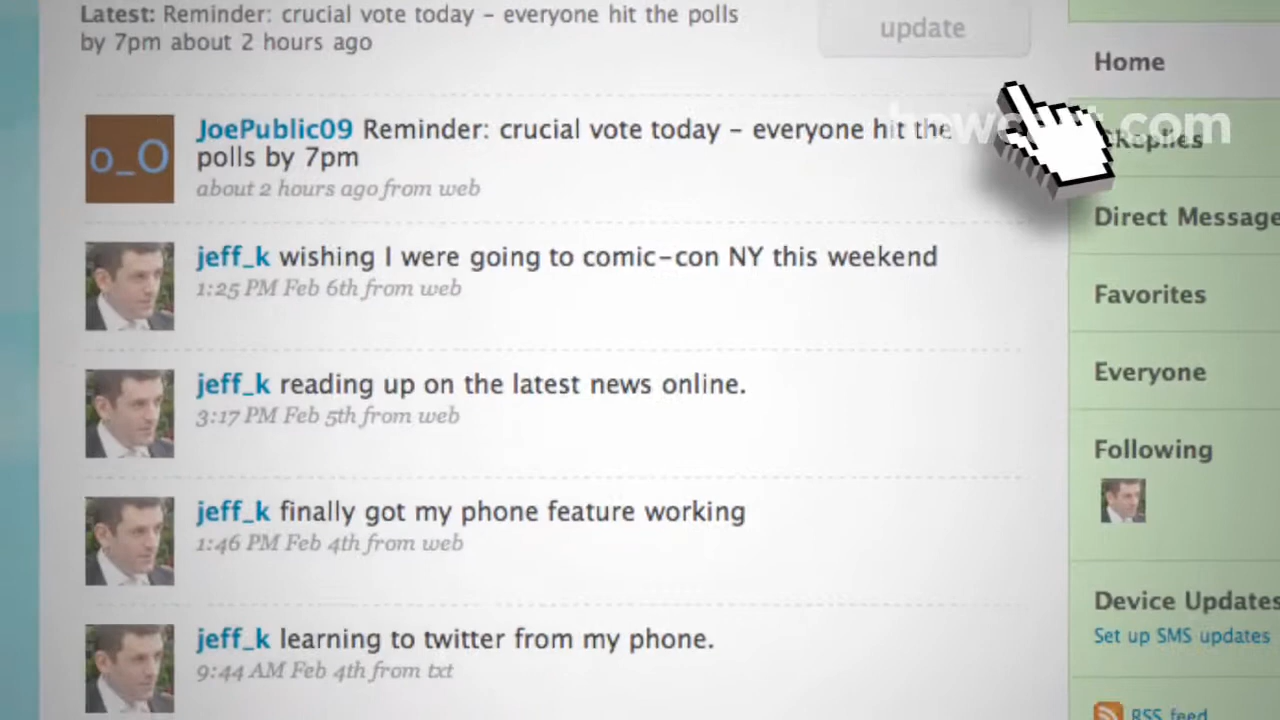 Latest: Reminder: crucial vote today – everyone hit the polls
by 7pm about 2 hours ago
update
JoePublic09 Reminder: crucial vote today – everyone hit the
polls by 7pm
about 2 hours ago from web
o_O
jeff_k wishing I were going to comic-con NY this weekend
1:25 PM Feb 6th from web
jeff_k reading up on the latest news online.
3:17 PM Feb 5th from web
jeff_k finally got my phone feature working
1:46 PM Feb 4th from web
jeff_k learning to twitter from my phone.
9:44 AM Feb 4th from txt
Home
howcast.com
@Replies
Direct Message
Favorites
Everyone
Following
Device Updates
Set up SMS updates
RSS feed